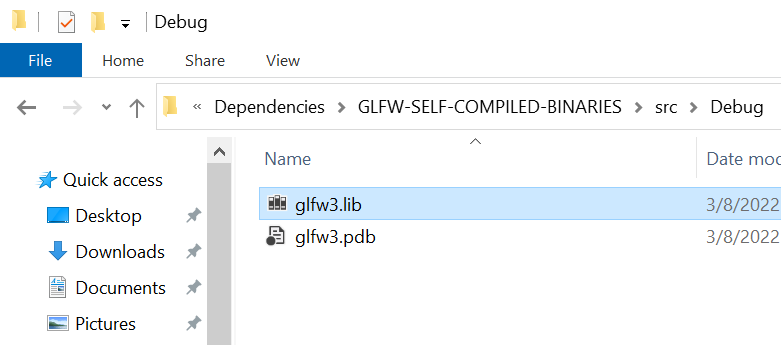 Debug
File Home Share View
« Dependencies > GLFW-SELF-COMPILED-BINARIES > src > Debug
Name Date mod
Quick access
Desktop
Downloads
Documents
Pictures
glfw3.lib 3/8/2022
glfw3.pdb 3/8/2022